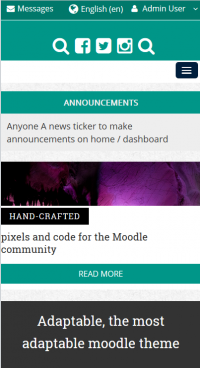 Messages English (en) Admin User
ANNOUNCEMENTS
Anyone A news ticker to make
announcements on home / dashboard
HAND-CRAFTED
pixels and code for the Moodle
community
READ MORE
Adaptable, the most
adaptable moodle theme